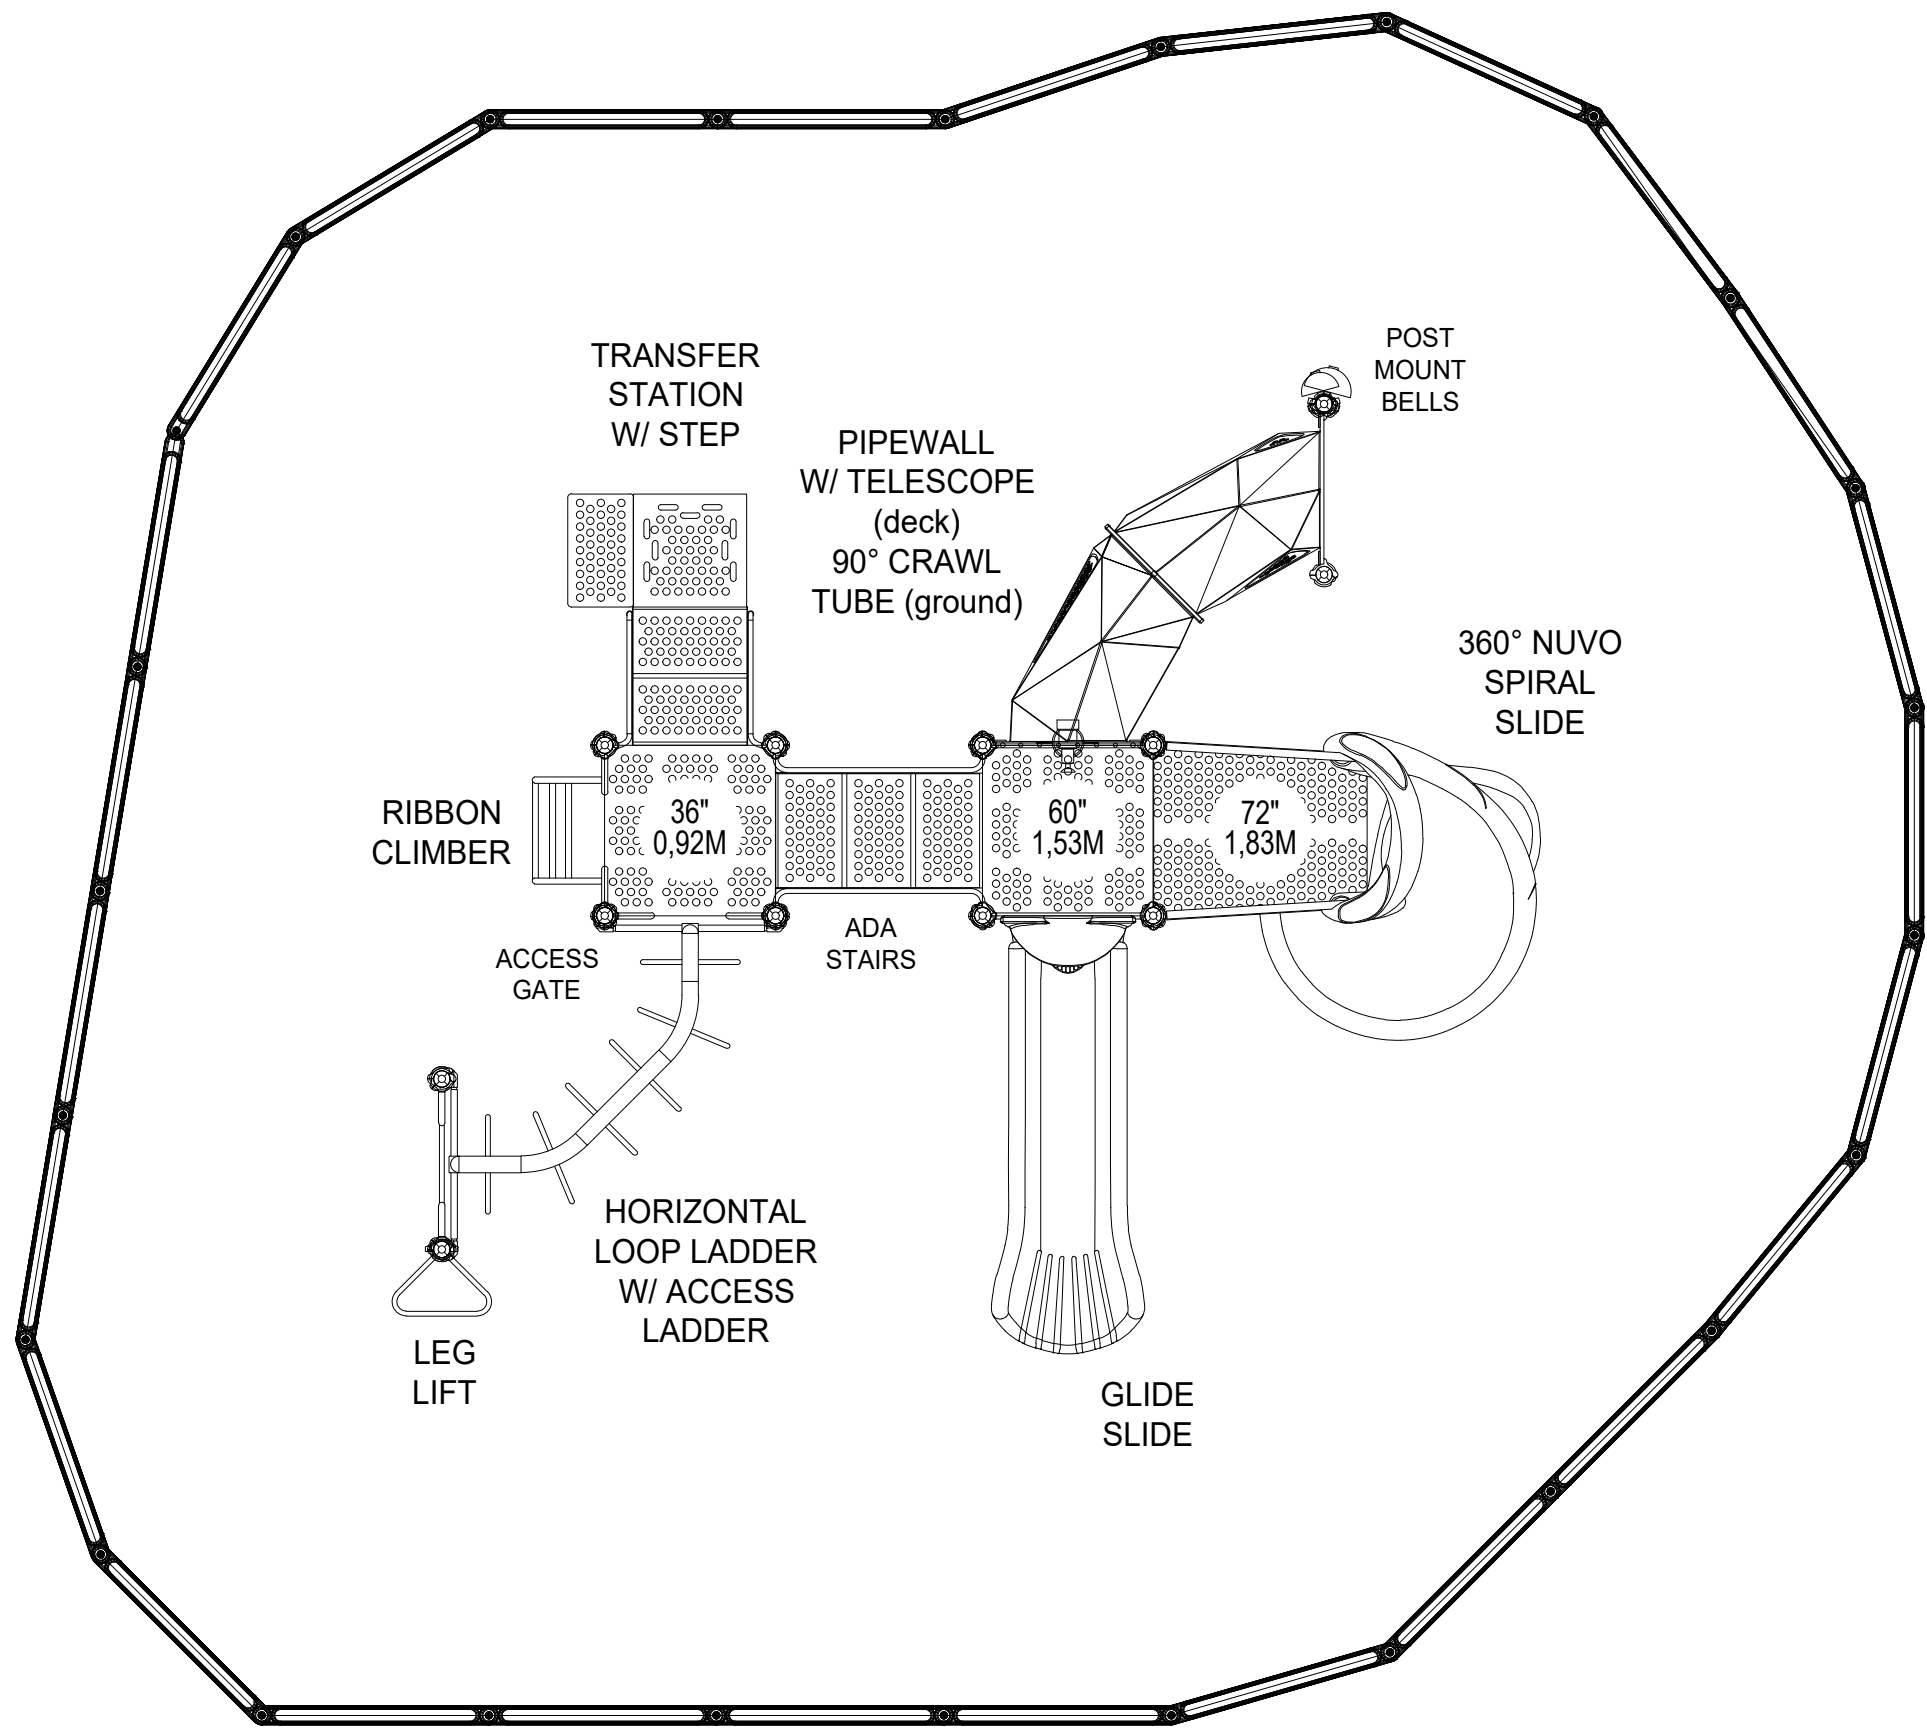 POST
MOUNT
BELLS
TRANSFER
STATION
W/ STEP
PIPEWALL
W/ TELESCOPE
(deck)
90° CRAWL
TUBE (ground)
360° NUVO
SPIRAL
SLIDE
RIBBON
CLIMBER
36"
0,92M
60"
1,53M
72"
1,83M
ADA
STAIRS
ACCESS
GATE
HORIZONTAL
LOOP LADDER
W/ ACCESS
LADDER
LEG
LIFT
GLIDE
SLIDE